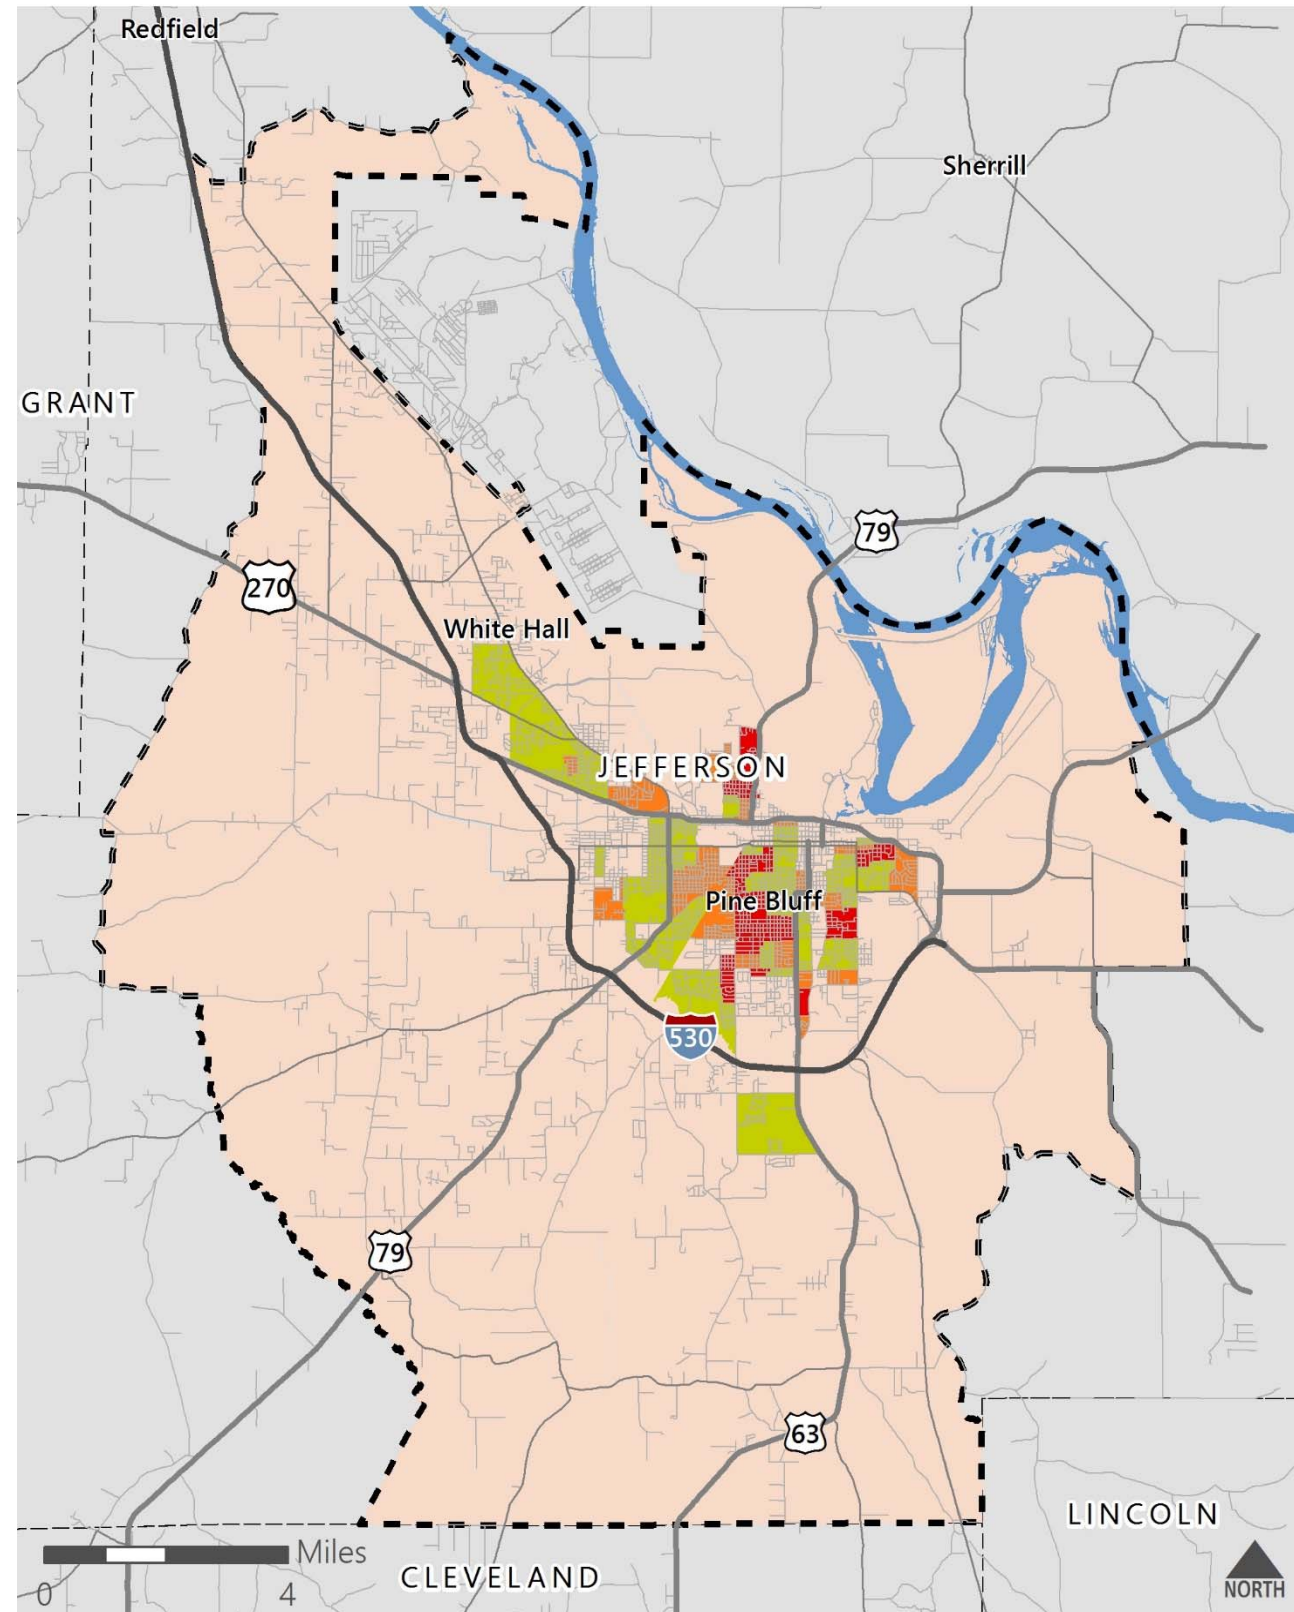 Redfield
Sherrill
GRANT
79
270
White Hall
JEFFERSON
Pine Bluff
530
79
63
LINCOLN
Miles
0 4
CLEVELAND
NORTH